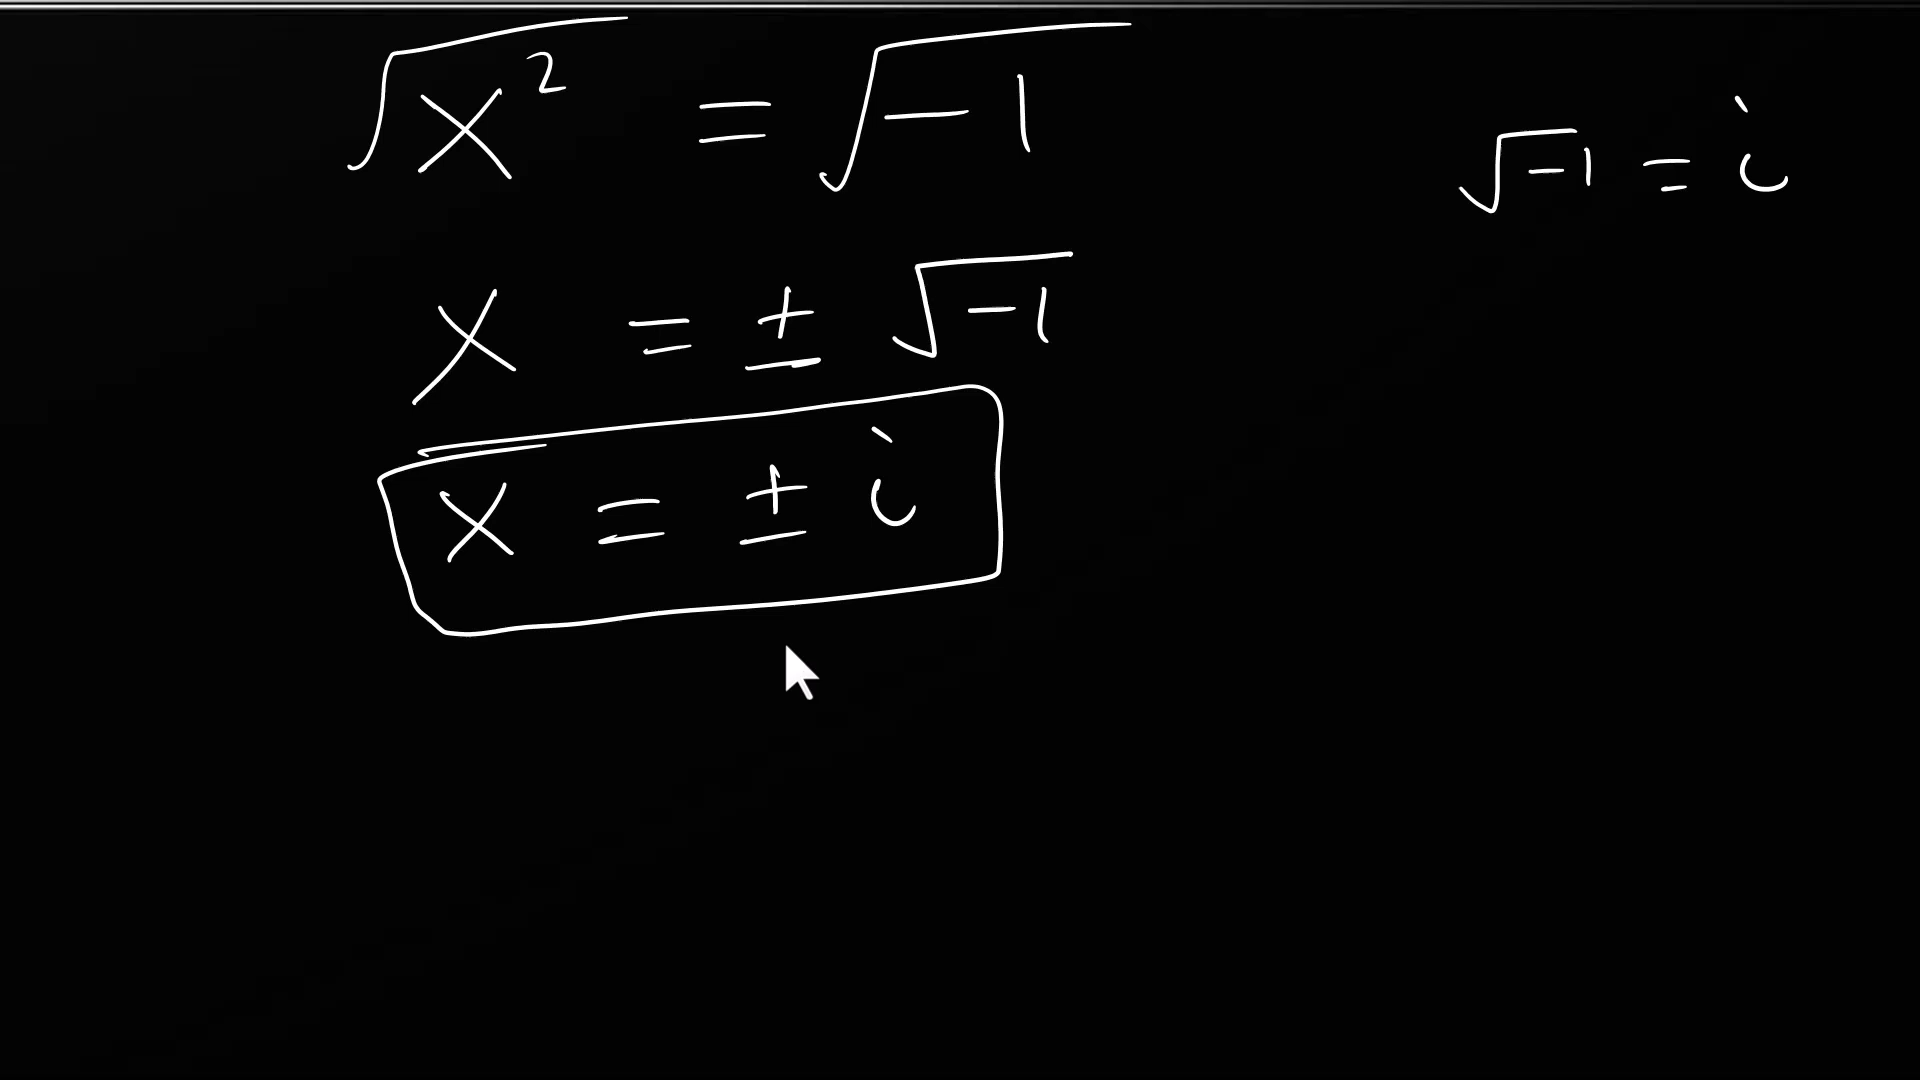 √x² = √-1
√-1 = i
x = ± √-1
x = ± i